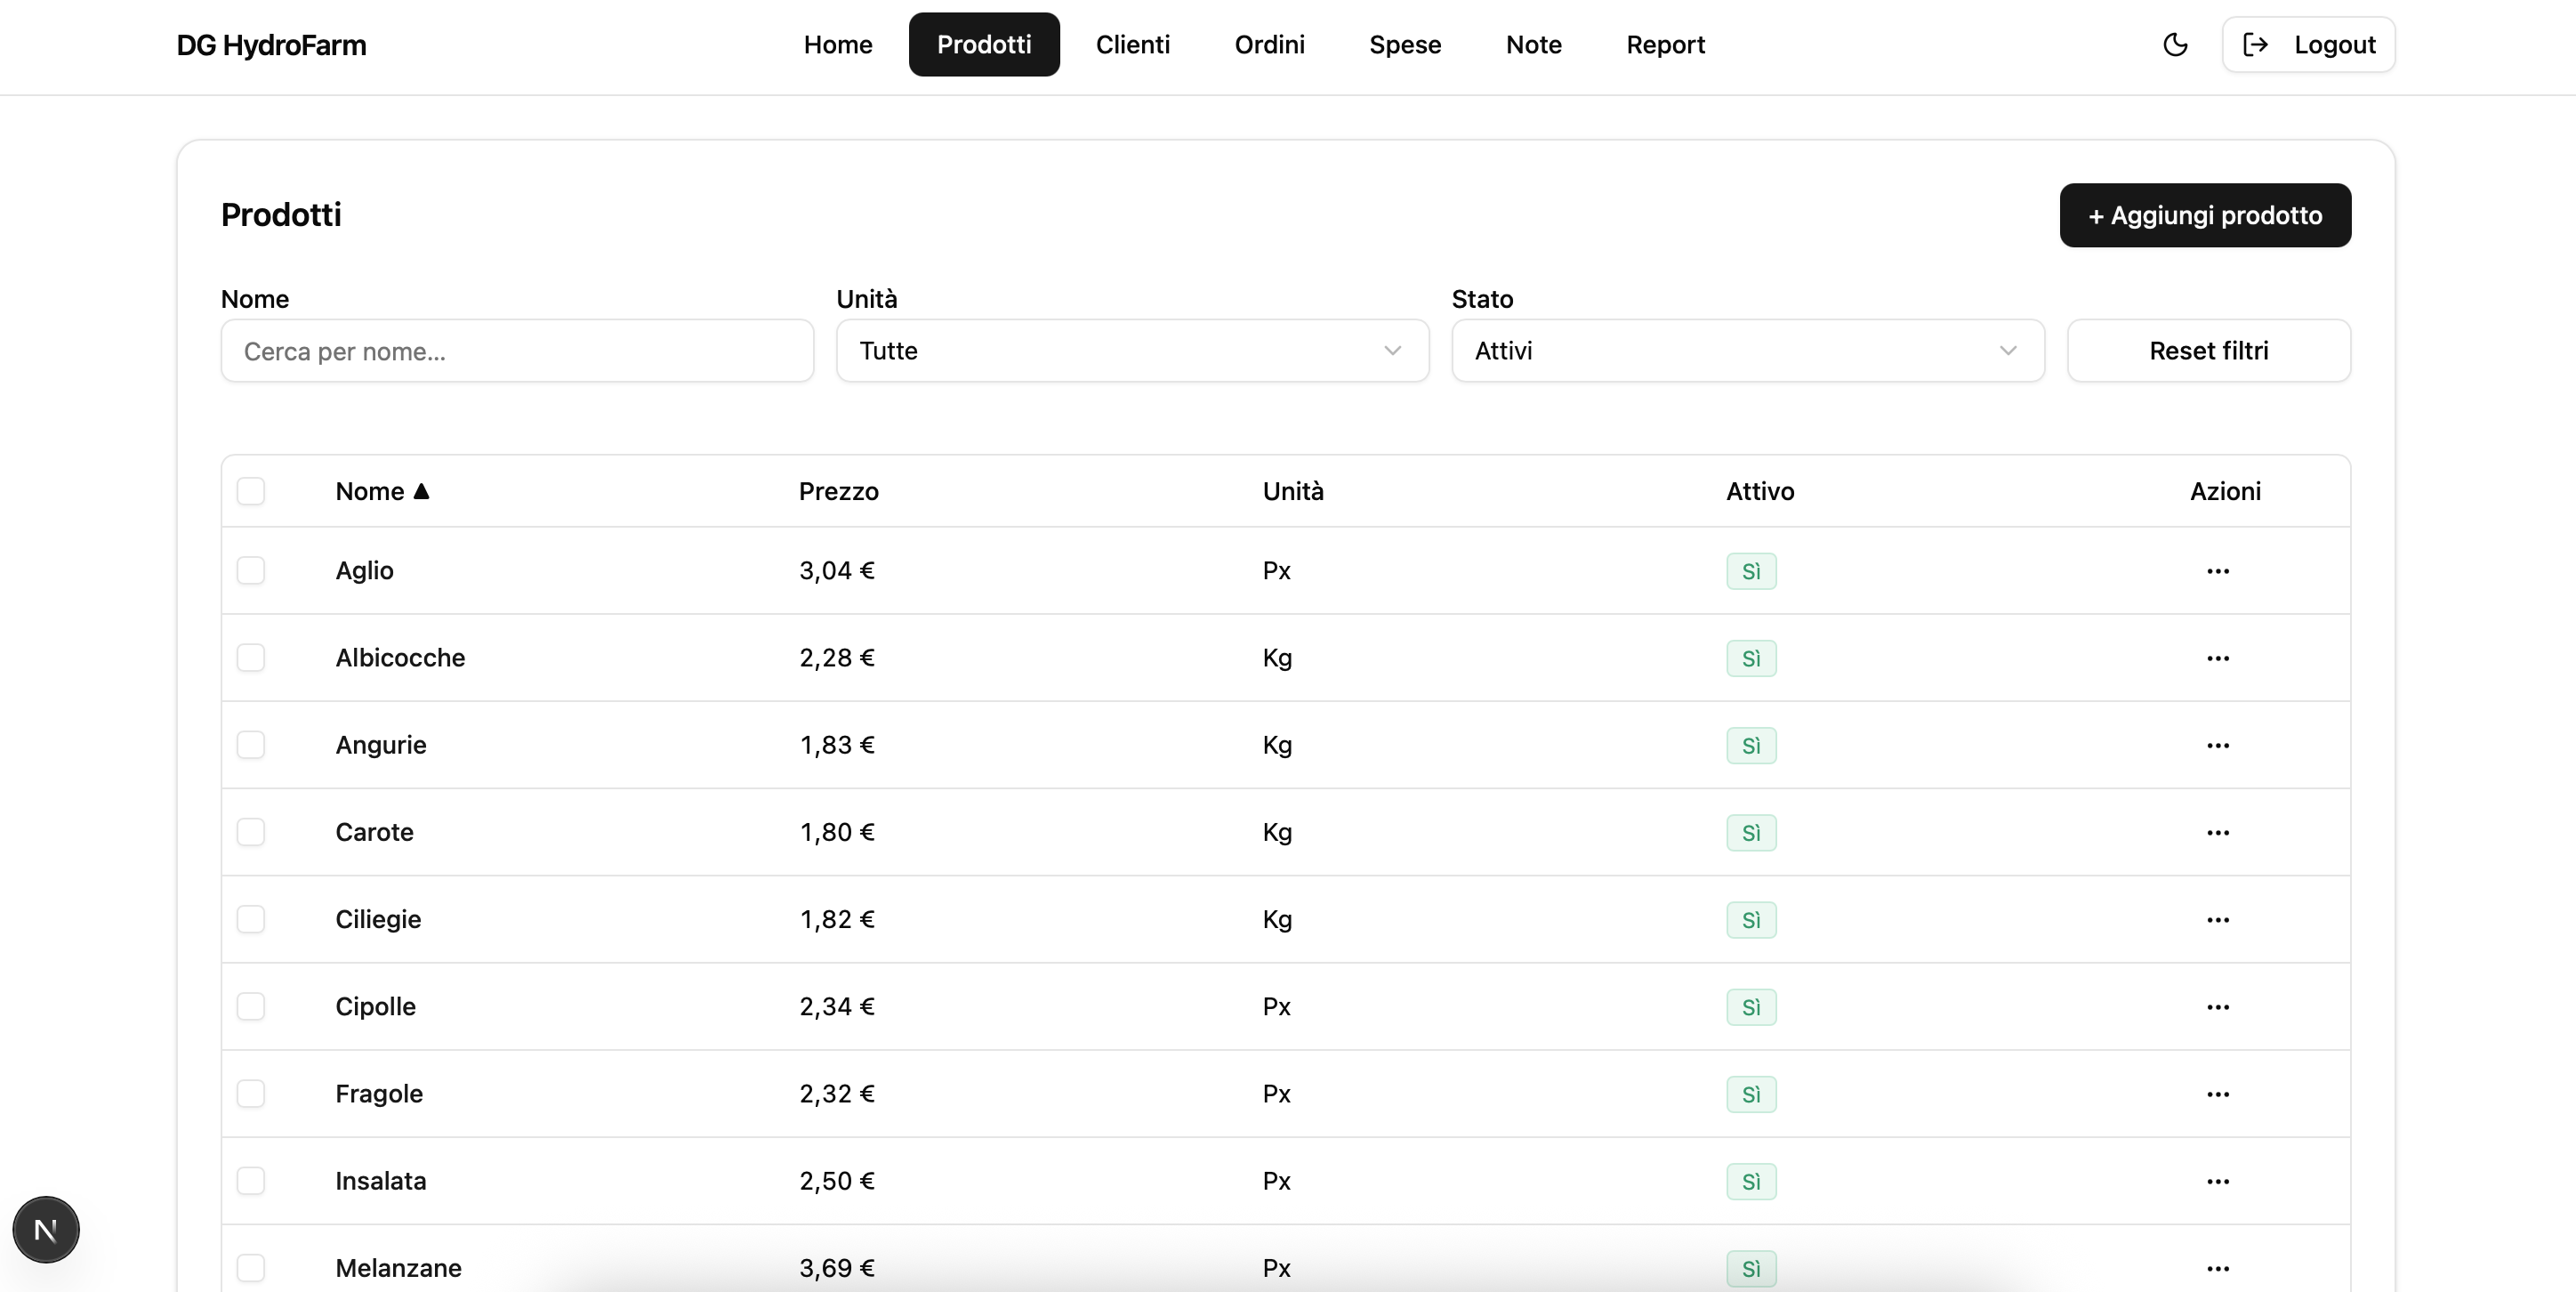 DG HydroFarm Home Prodotti Clienti Ordini Spese Note Report Logout
Prodotti + Aggiungi prodotto
Nome Unità Stato
Cerca per nome... Tutte Attivi Reset filtri
Nome ▲ Prezzo Unità Attivo Azioni
Aglio 3,04 € Px Sì ···
Albicocche 2,28 € Kg Sì ···
Angurie 1,83 € Kg Sì ···
Carote 1,80 € Kg Sì ···
Ciliegie 1,82 € Kg Sì ···
Cipolle 2,34 € Px Sì ···
Fragole 2,32 € Px Sì ···
Insalata 2,50 € Px Sì ···
N
Melanzane 3,69 € Px Sì ···